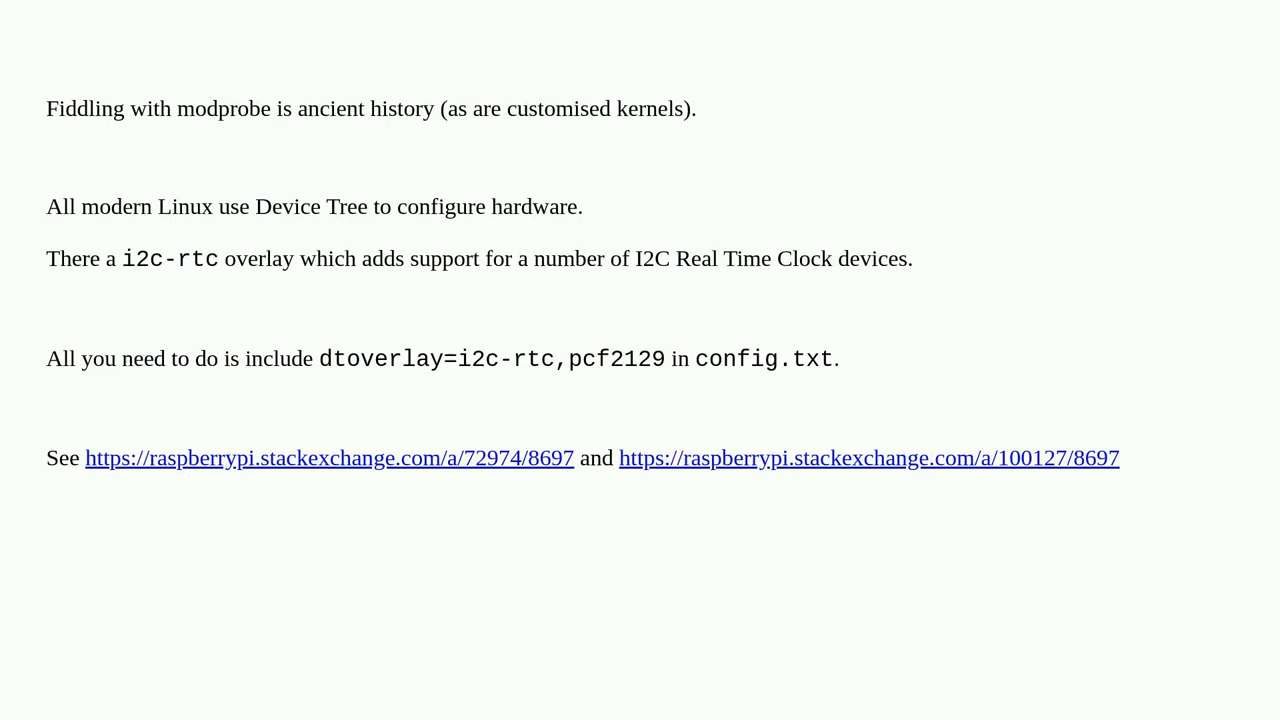 Fiddling with modprobe is ancient history (as are customised kernels).
All modern Linux use Device Tree to configure hardware.
There a i2c-rtc overlay which adds support for a number of I2C Real Time Clock devices.
All you need to do is include dtoverlay=i2c-rtc,pcf2129 in config.txt.
See https://raspberrypi.stackexchange.com/a/72974/8697 and https://raspberrypi.stackexchange.com/a/100127/8697